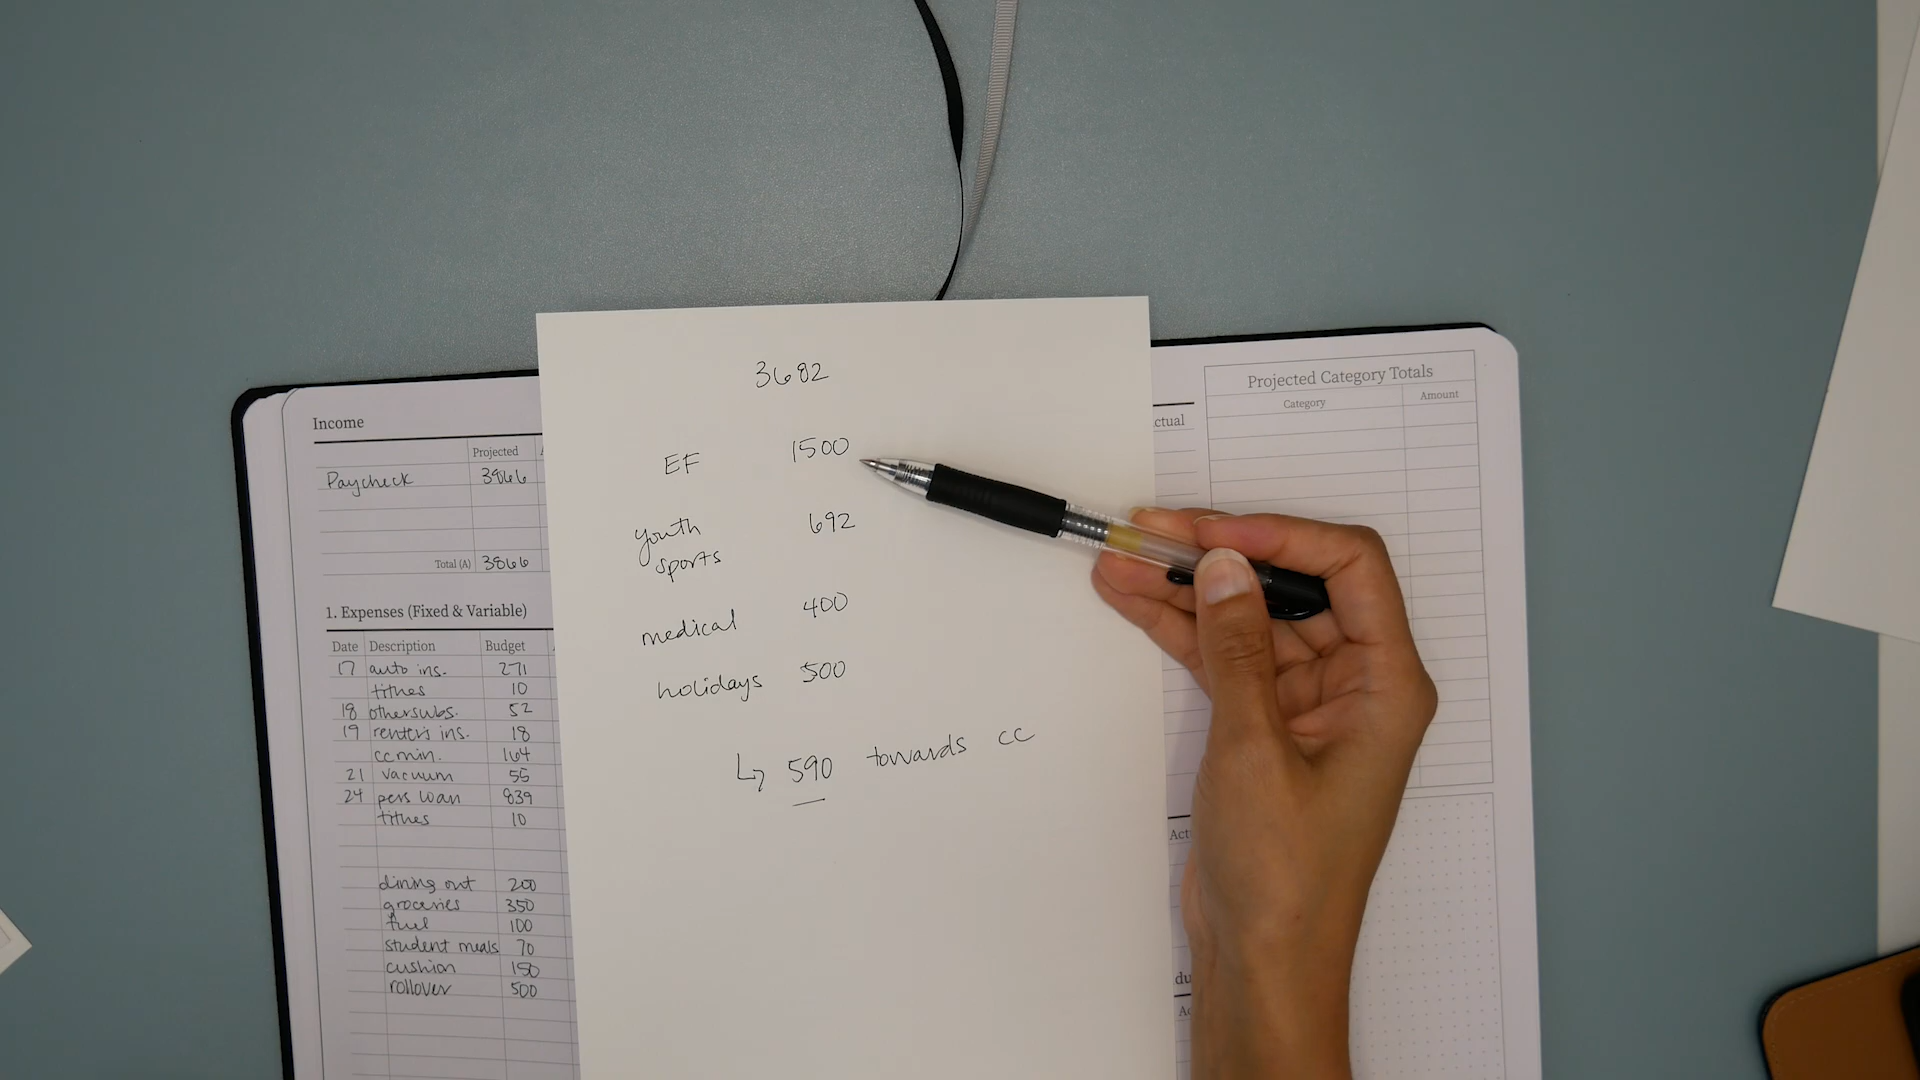 3682
EF 1500
youth sports 692
medical 400
holidays 500
↳ 590 towards cc
Income
Projected
Paycheck 3866
Total (A) 3866
1. Expenses (Fixed & Variable)
Date Description Budget
17 auto ins. 271
tithes 10
18 other subs. 52
19 renters ins. 18
cc min. 164
21 vacuum 55
24 pers loan 839
tithes 10
dining out 200
groceries 350
fuel 100
student meals 70
cushion 150
rollover 500
Projected Category Totals
Category Amount